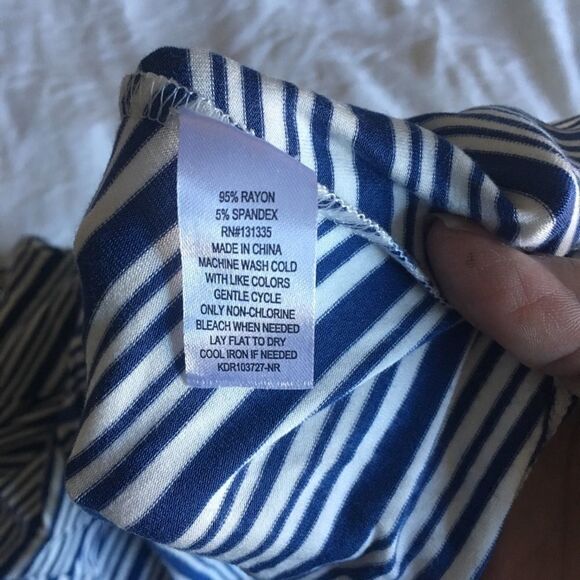 95% RAYON
5% SPANDEX
RN#131335
MADE IN CHINA
MACHINE WASH COLD
WITH LIKE COLORS
GENTLE CYCLE
ONLY NON-CHLORINE
BLEACH WHEN NEEDED
LAY FLAT TO DRY
COOL IRON IF NEEDED
KDR103727-NR